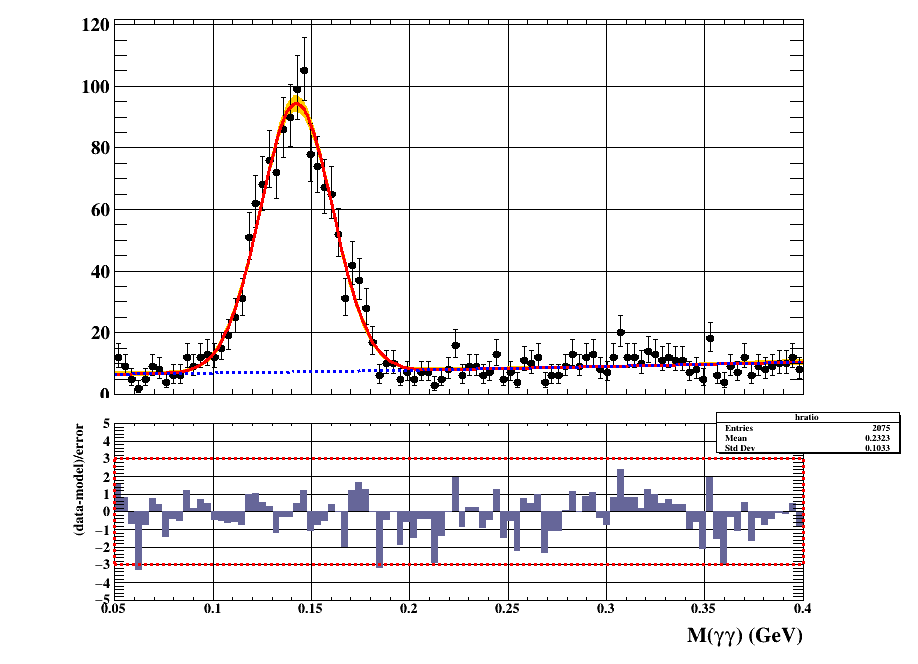 120
100
80
60
40
20
0
(data-model)/error
5
4
3
2
1
0
−1
−2
−3
−4
−5
hratio
Entries 2075
Mean 0.2323
Std Dev 0.1033
0.05 0.1 0.15 0.2 0.25 0.3 0.35 0.4
M(γγ) (GeV)